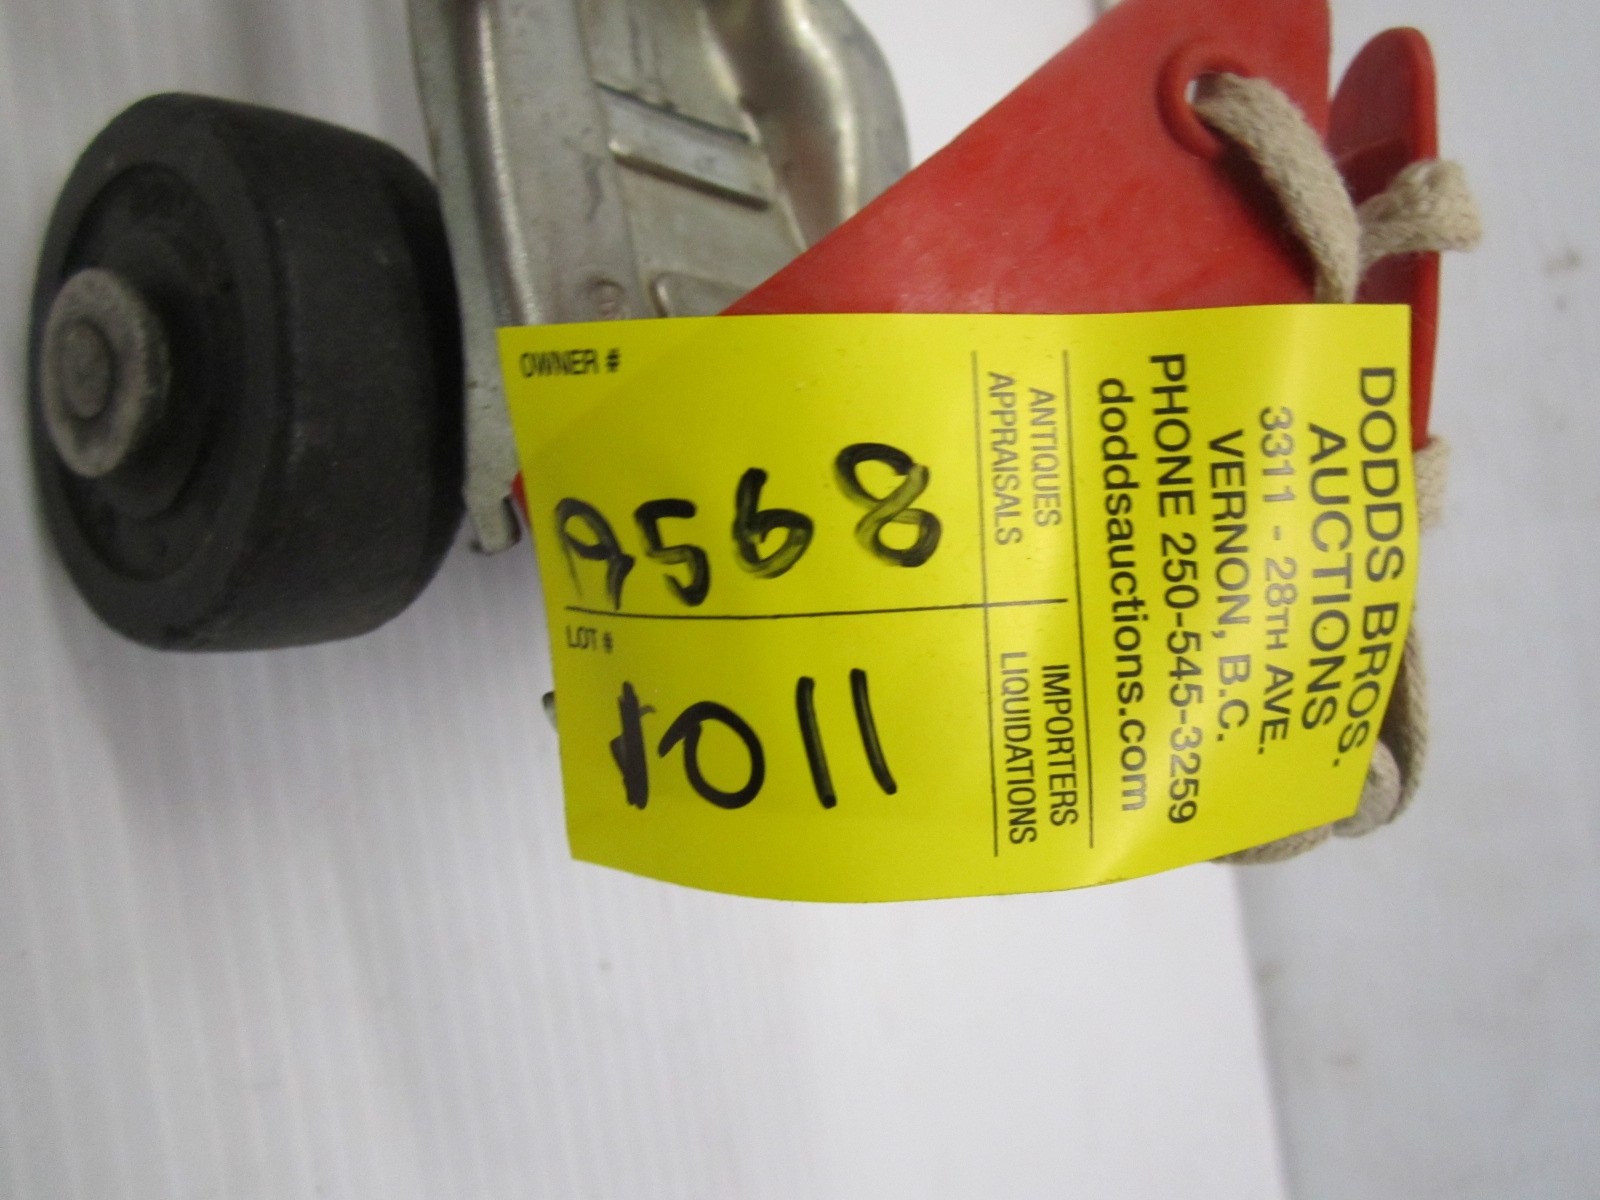 DODDS BROS.
AUCTIONS
3311 - 28TH AVE.
VERNON, B.C.
PHONE 250-545-3259
doddsauctions.com
ANTIQUES
APPRAISALS
IMPORTERS
LIQUIDATIONS
OWNER #
9568
LOT #
1011